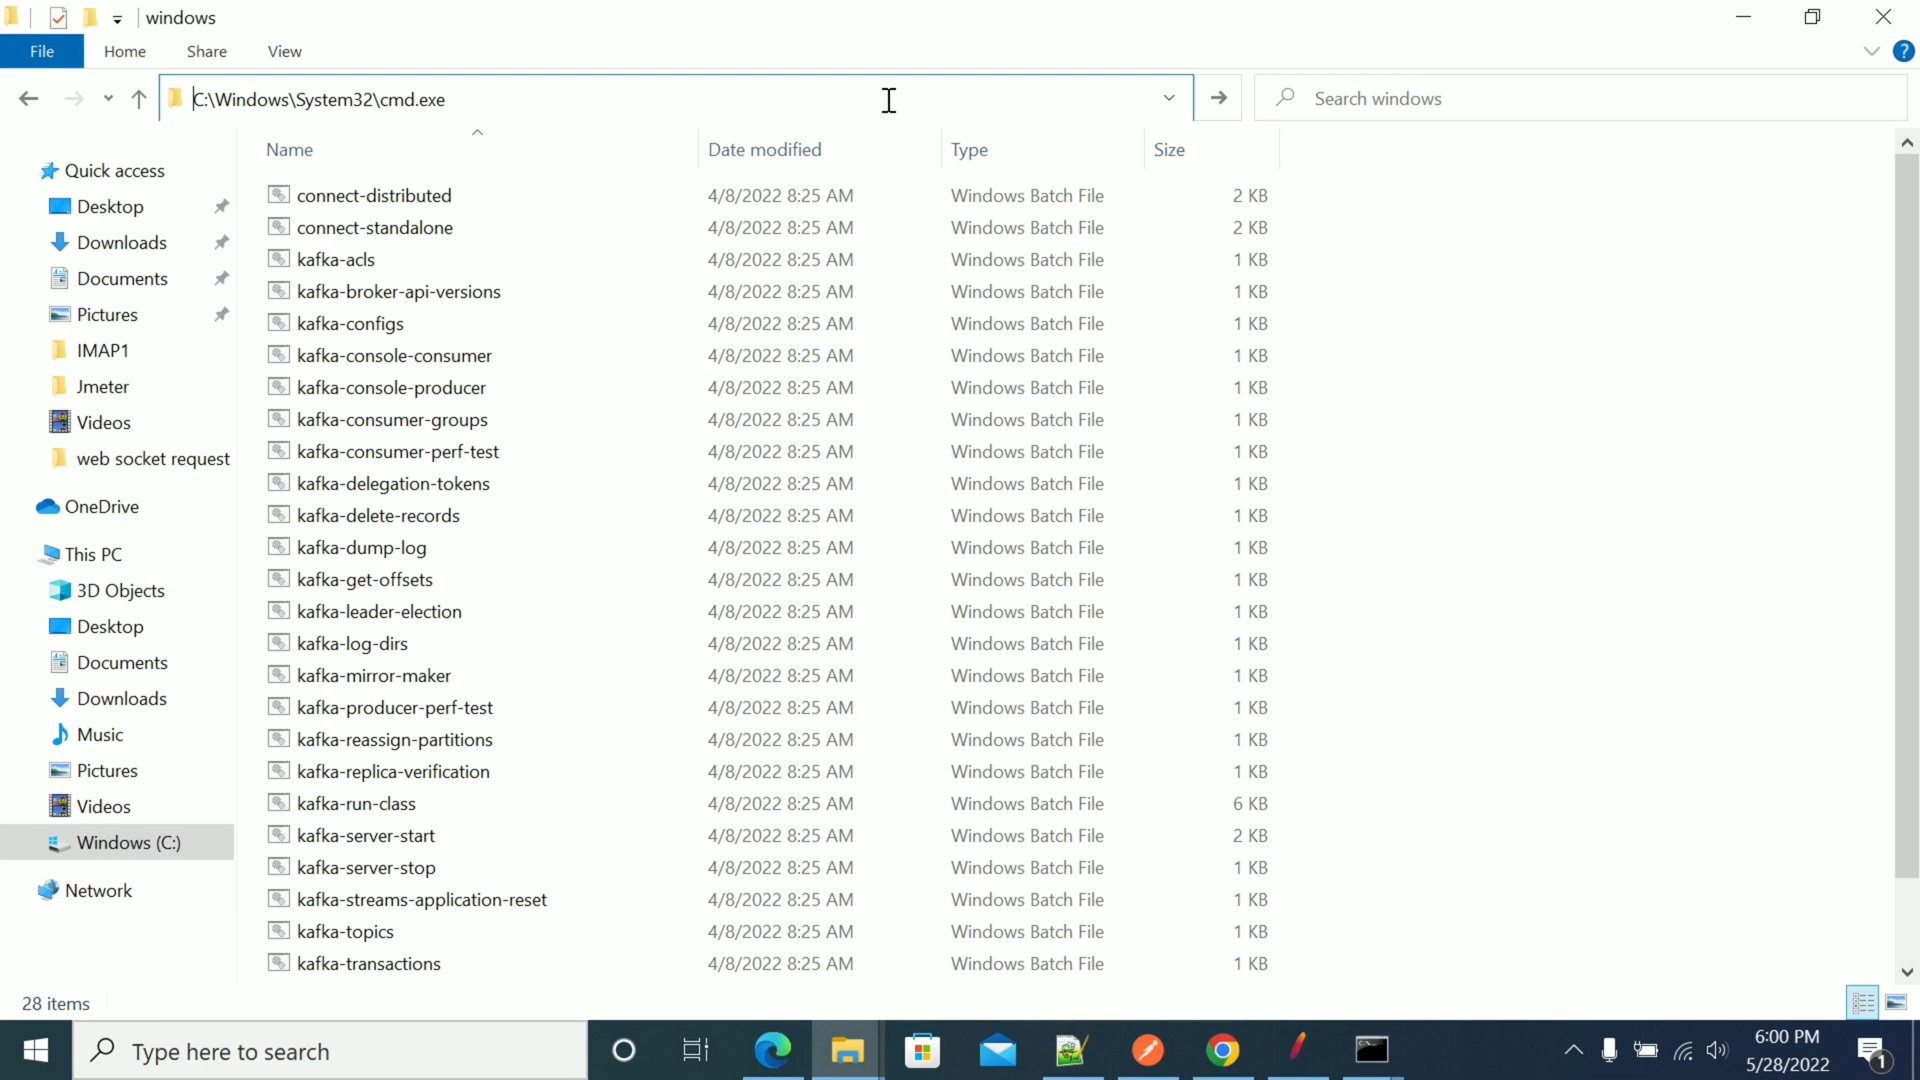 windows
File Home Share View
C:\Windows\System32\cmd.exe
Search windows
Name Date modified Type Size
Quick access
Desktop
Downloads
Documents
Pictures
IMAP1
Jmeter
Videos
web socket request
OneDrive
This PC
3D Objects
Desktop
Documents
Downloads
Music
Pictures
Videos
Windows (C:)
Network
connect-distributed 4/8/2022 8:25 AM Windows Batch File 2 KB
connect-standalone 4/8/2022 8:25 AM Windows Batch File 2 KB
kafka-acls 4/8/2022 8:25 AM Windows Batch File 1 KB
kafka-broker-api-versions 4/8/2022 8:25 AM Windows Batch File 1 KB
kafka-configs 4/8/2022 8:25 AM Windows Batch File 1 KB
kafka-console-consumer 4/8/2022 8:25 AM Windows Batch File 1 KB
kafka-console-producer 4/8/2022 8:25 AM Windows Batch File 1 KB
kafka-consumer-groups 4/8/2022 8:25 AM Windows Batch File 1 KB
kafka-consumer-perf-test 4/8/2022 8:25 AM Windows Batch File 1 KB
kafka-delegation-tokens 4/8/2022 8:25 AM Windows Batch File 1 KB
kafka-delete-records 4/8/2022 8:25 AM Windows Batch File 1 KB
kafka-dump-log 4/8/2022 8:25 AM Windows Batch File 1 KB
kafka-get-offsets 4/8/2022 8:25 AM Windows Batch File 1 KB
kafka-leader-election 4/8/2022 8:25 AM Windows Batch File 1 KB
kafka-log-dirs 4/8/2022 8:25 AM Windows Batch File 1 KB
kafka-mirror-maker 4/8/2022 8:25 AM Windows Batch File 1 KB
kafka-producer-perf-test 4/8/2022 8:25 AM Windows Batch File 1 KB
kafka-reassign-partitions 4/8/2022 8:25 AM Windows Batch File 1 KB
kafka-replica-verification 4/8/2022 8:25 AM Windows Batch File 1 KB
kafka-run-class 4/8/2022 8:25 AM Windows Batch File 6 KB
kafka-server-start 4/8/2022 8:25 AM Windows Batch File 2 KB
kafka-server-stop 4/8/2022 8:25 AM Windows Batch File 1 KB
kafka-streams-application-reset 4/8/2022 8:25 AM Windows Batch File 1 KB
kafka-topics 4/8/2022 8:25 AM Windows Batch File 1 KB
kafka-transactions 4/8/2022 8:25 AM Windows Batch File 1 KB
28 items
Type here to search
6:00 PM
5/28/2022
1